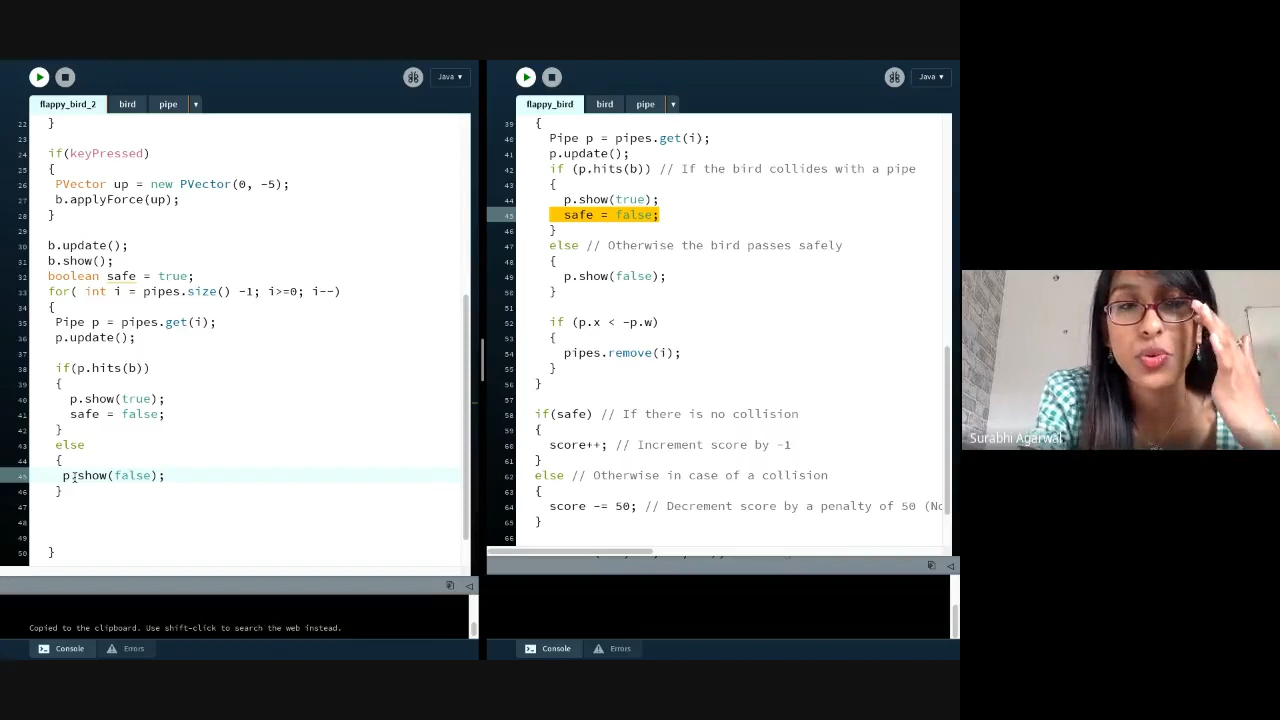 Java ▾
flappy_bird_2 bird pipe ▾
22 }
23
24 if(keyPressed)
25 {
26 PVector up = new PVector(0, -5);
27 b.applyForce(up);
28 }
29
30 b.update();
31 b.show();
32 boolean safe = true;
33 for( int i = pipes.size() -1; i>=0; i--)
34 {
35 Pipe p = pipes.get(i);
36 p.update();
37
38 if(p.hits(b))
39 {
40 p.show(true);
41 safe = false;
42 }
43 else
44 {
45 p.show(false);
46 }
47
48
49
50 }
Copied to the clipboard. Use shift-click to search the web instead.
Console Errors
Java ▾
flappy_bird bird pipe ▾
39 {
40 Pipe p = pipes.get(i);
41 p.update();
42 if (p.hits(b)) // If the bird collides with a pipe
43 {
44 p.show(true);
45 safe = false;
46 }
47 else // Otherwise the bird passes safely
48 {
49 p.show(false);
50 }
51
52 if (p.x < -p.w)
53 {
54 pipes.remove(i);
55 }
56 }
57
58 if(safe) // If there is no collision
59 {
60 score++; // Increment score by -1
61 }
62 else // Otherwise in case of a collision
63 {
64 score -= 50; // Decrement score by a penalty of 50 (No
65 }
66
Console Errors
Surabhi Agarwal